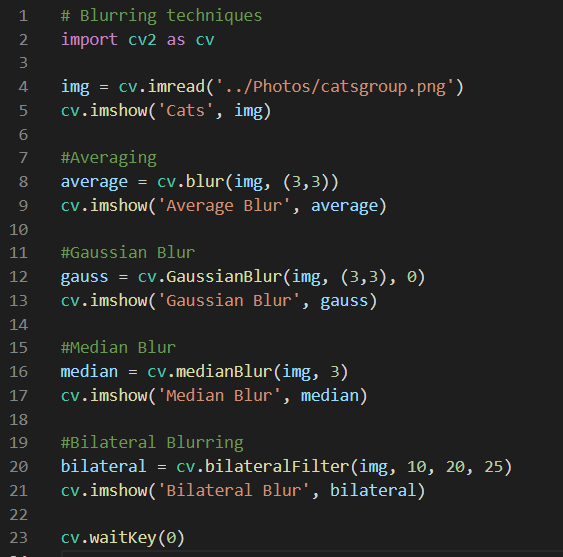 1 # Blurring techniques
2 import cv2 as cv
3
4 img = cv.imread('../Photos/catsgroup.png')
5 cv.imshow('Cats', img)
6
7 #Averaging
8 average = cv.blur(img, (3,3))
9 cv.imshow('Average Blur', average)
10
11 #Gaussian Blur
12 gauss = cv.GaussianBlur(img, (3,3), 0)
13 cv.imshow('Gaussian Blur', gauss)
14
15 #Median Blur
16 median = cv.medianBlur(img, 3)
17 cv.imshow('Median Blur', median)
18
19 #Bilateral Blurring
20 bilateral = cv.bilateralFilter(img, 10, 20, 25)
21 cv.imshow('Bilateral Blur', bilateral)
22
23 cv.waitKey(0)